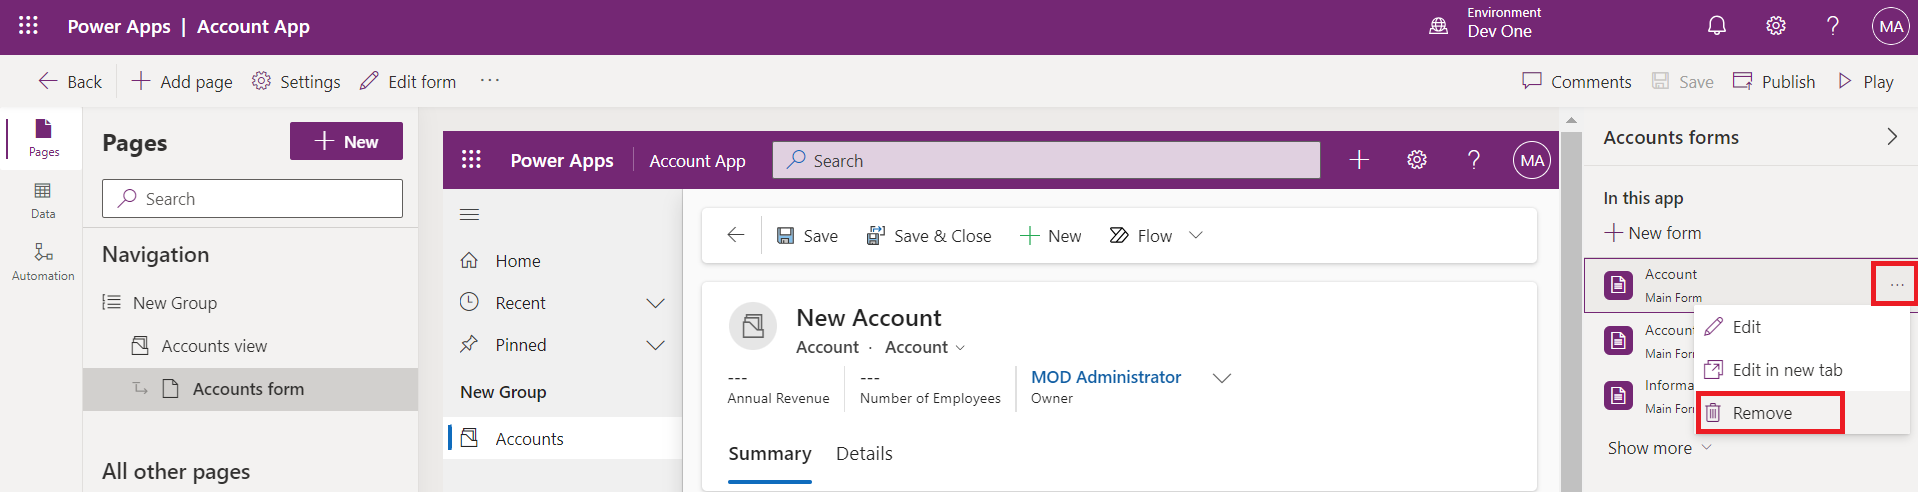 Power Apps | Account App
Environment
Dev One
?
MA
Back
Add page
Settings
Edit form
...
Comments
Save
Publish
Play
Pages
Data
Automation
Pages
New
Search
Navigation
New Group
Accounts view
Accounts form
All other pages
Power Apps
Account App
Search
?
MA
Home
Recent
Pinned
New Group
Accounts
Save
Save & Close
New
Flow
New Account
Account · Account
---
Annual Revenue
---
Number of Employees
MOD Administrator
Owner
Summary
Details
Accounts forms
In this app
New form
Account
Main Form
...
Accoun
Main For
Informa
Main For
Edit
Edit in new tab
Remove
Show more